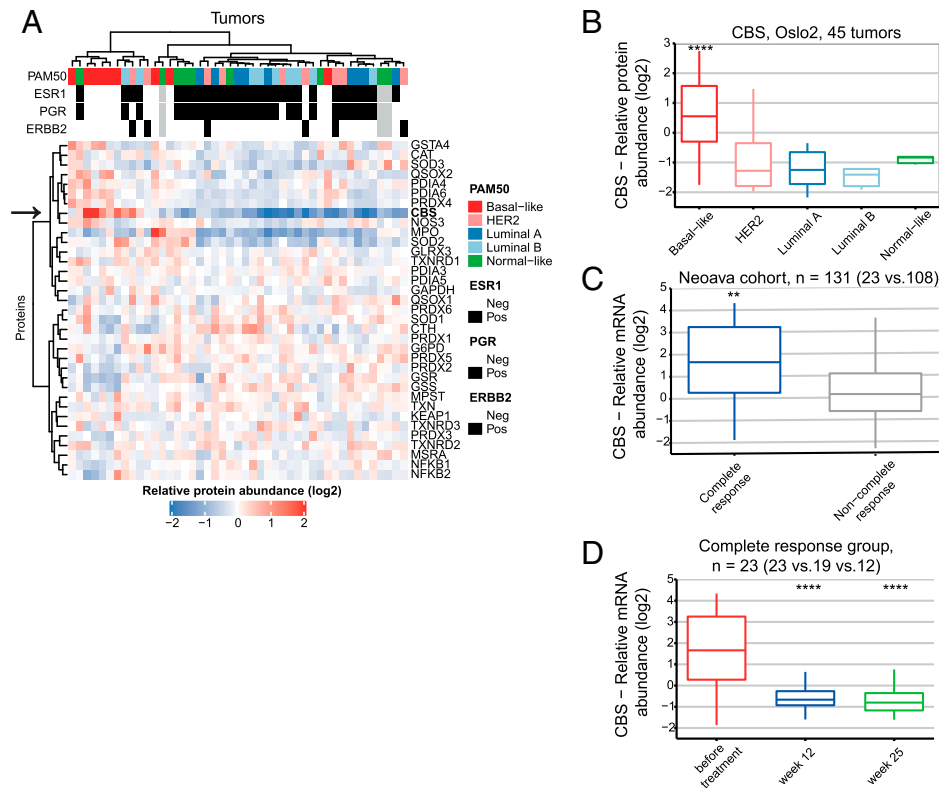 A
Tumors
PAM50
ESR1
PGR
ERBB2
Proteins
GSTA4
CAT
SOD3
QSOX2
PDIA4
PDIA6
PRDX4
CBS
NOS3
MPO
SOD2
GLRX3
TXNRD1
PDIA3
PDIA5
GAPDH
QSOX1
PRDX6
SOD1
CTH
PRDX1
G6PD
PRDX5
PRDX2
GSR
GSS
MPST
TXN
KEAP1
TXNRD3
PRDX3
TXNRD2
MSRA
NFKB1
NFKB2
PAM50
Basal−like
HER2
Luminal A
Luminal B
Normal−like
ESR1
Neg
Pos
PGR
Neg
Pos
ERBB2
Neg
Pos
Relative protein abundance (log2)
−2 −1 0 1 2
B
CBS, Oslo2, 45 tumors
CBS − Relative protein
abundance (log2)
3
2
1
0
−1
−2
****
Basal−like
HER2
Luminal A
Luminal B
Normal−like
C
Neoava cohort, n = 131 (23 vs.108)
CBS − Relative mRNA
abundance (log2)
5
4
3
2
1
0
−1
−2
**
Complete
response
Non−complete
response
D
Complete response group,
n = 23 (23 vs.19 vs.12)
CBS − Relative mRNA
abundance (log2)
5
4
3
2
1
0
−1
−2
**** ****
before
treatment
week 12
week 25